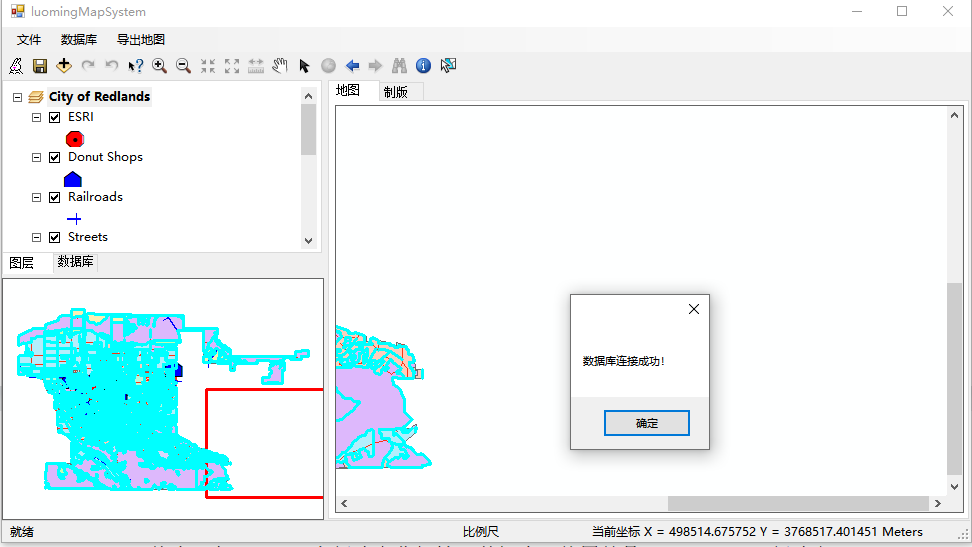 luomingMapSystem
文件 数据库 导出地图
City of Redlands
ESRI
Donut Shops
Railroads
Streets
图层 数据库
地图 制版
数据库连接成功!
确定
就绪 比例尺 当前坐标 X = 498514.675752 Y = 3768517.401451 Meters